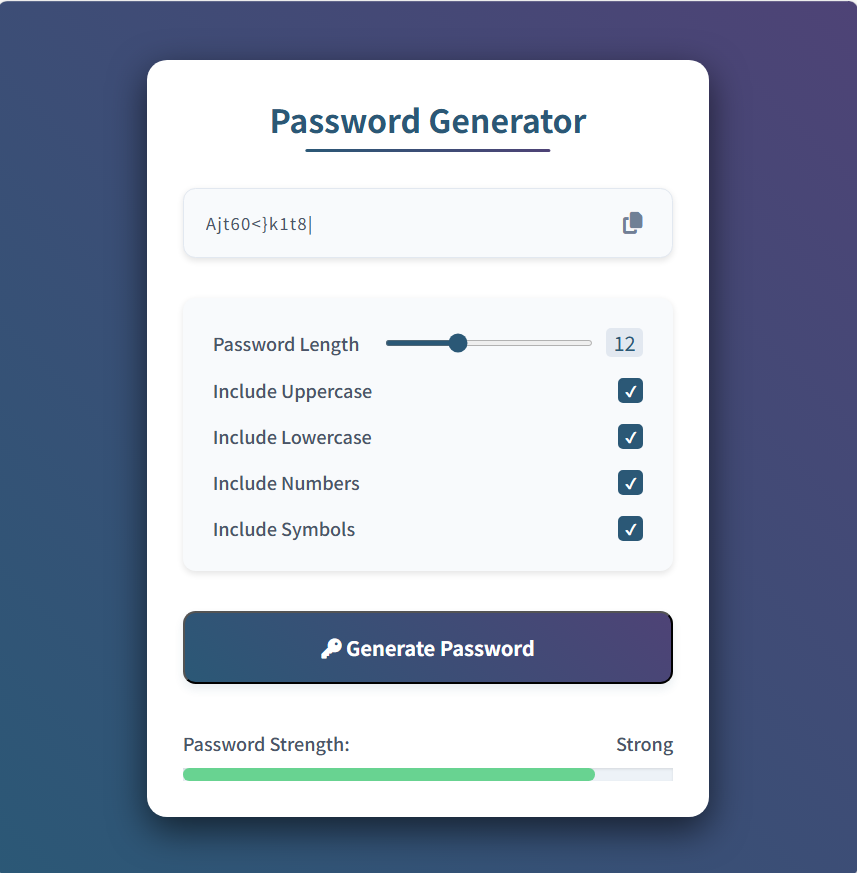 Password Generator
Ajt60<}k1t8|
Password Length 12
Include Uppercase
Include Lowercase
Include Numbers
Include Symbols
Generate Password
Password Strength: Strong